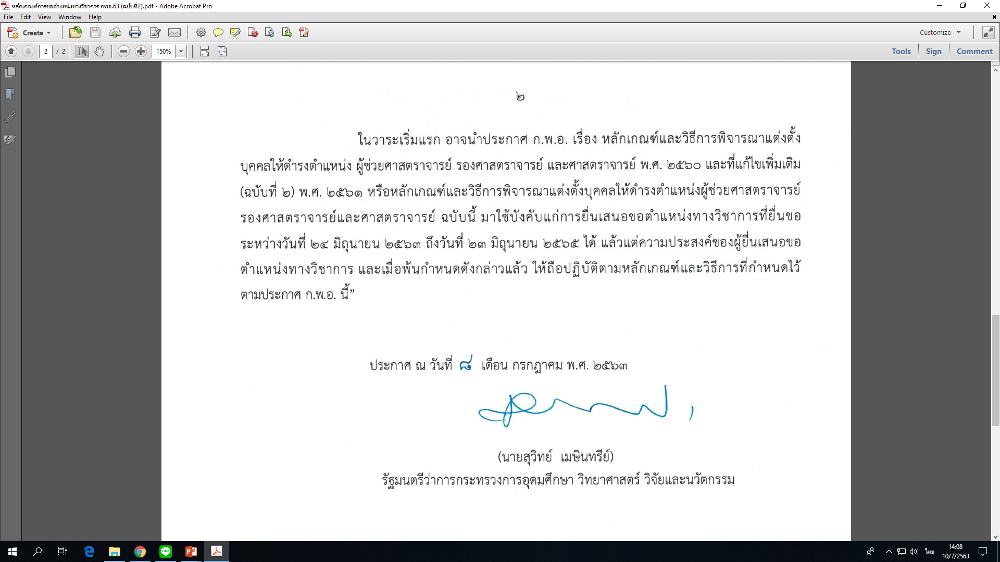 หลักเกณฑ์การขอตำแหน่งทางวิชาการ กพอ.63 (ฉบับที่2).pdf - Adobe Acrobat Pro
File Edit View Window Help
Create Customize
2 / 2 150% Tools Sign Comment
๒
ในวาระเริ่มแรก อาจนำประกาศ ก.พ.อ. เรื่อง หลักเกณฑ์และวิธีการพิจารณาแต่งตั้ง
บุคคลให้ดำรงตำแหน่ง ผู้ช่วยศาสตราจารย์ รองศาสตราจารย์ และศาสตราจารย์ พ.ศ. ๒๕๖๐ และที่แก้ไขเพิ่มเติม
(ฉบับที่ ๒) พ.ศ. ๒๕๖๑ หรือหลักเกณฑ์และวิธีการพิจารณาแต่งตั้งบุคคลให้ดำรงตำแหน่งผู้ช่วยศาสตราจารย์
รองศาสตราจารย์และศาสตราจารย์ ฉบับนี้ มาใช้บังคับแก่การยื่นเสนอขอตำแหน่งทางวิชาการที่ยื่นขอ
ระหว่างวันที่ ๒๔ มิถุนายน ๒๕๖๓ ถึงวันที่ ๒๓ มิถุนายน ๒๕๖๕ ได้ แล้วแต่ความประสงค์ของผู้ยื่นเสนอขอ
ตำแหน่งทางวิชาการ และเมื่อพ้นกำหนดดังกล่าวแล้ว ให้ถือปฏิบัติตามหลักเกณฑ์และวิธีการที่กำหนดไว้
ตามประกาศ ก.พ.อ. นี้”
ประกาศ ณ วันที่ ๘ เดือน กรกฎาคม พ.ศ. ๒๕๖๓
(นายสุวิทย์ เมษินทรีย์)
รัฐมนตรีว่าการกระทรวงการอุดมศึกษา วิทยาศาสตร์ วิจัยและนวัตกรรม
LINE
ไทย
14:08
10/7/2563